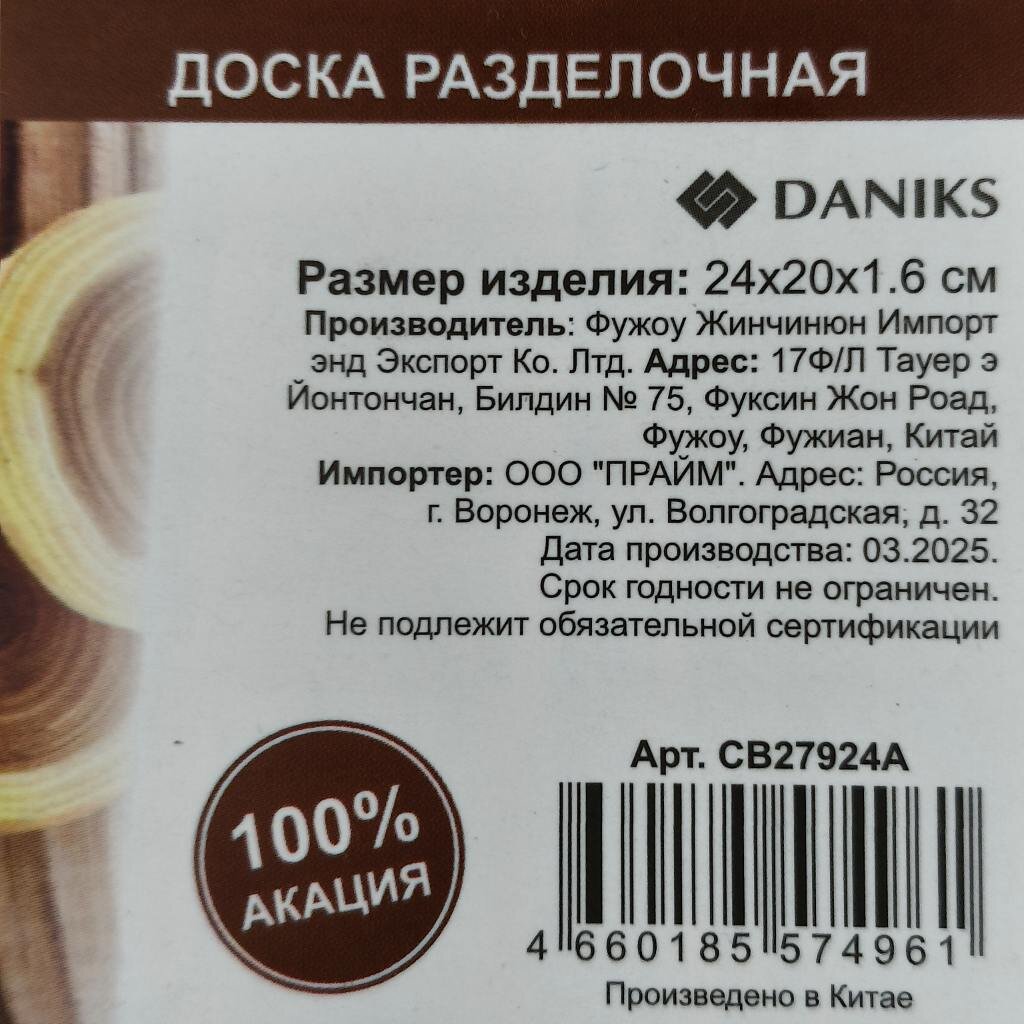 ДОСКА РАЗДЕЛОЧНАЯ
DANIKS
Размер изделия: 24x20x1.6 см
Производитель: Фужоу Жинчинюн Импорт
энд Экспорт Ко. Лтд. Адрес: 17Ф/Л Тауер э
Йонтончан, Билдин № 75, Фуксин Жон Роад,
Фужоу, Фужиан, Китай
Импортер: ООО "ПРАЙМ". Адрес: Россия,
г. Воронеж, ул. Волгоградская, д. 32
Дата производства: 03.2025.
Срок годности не ограничен.
Не подлежит обязательной сертификации
100%
АКАЦИЯ
Арт. CB27924A
4 660185 574961
Произведено в Китае